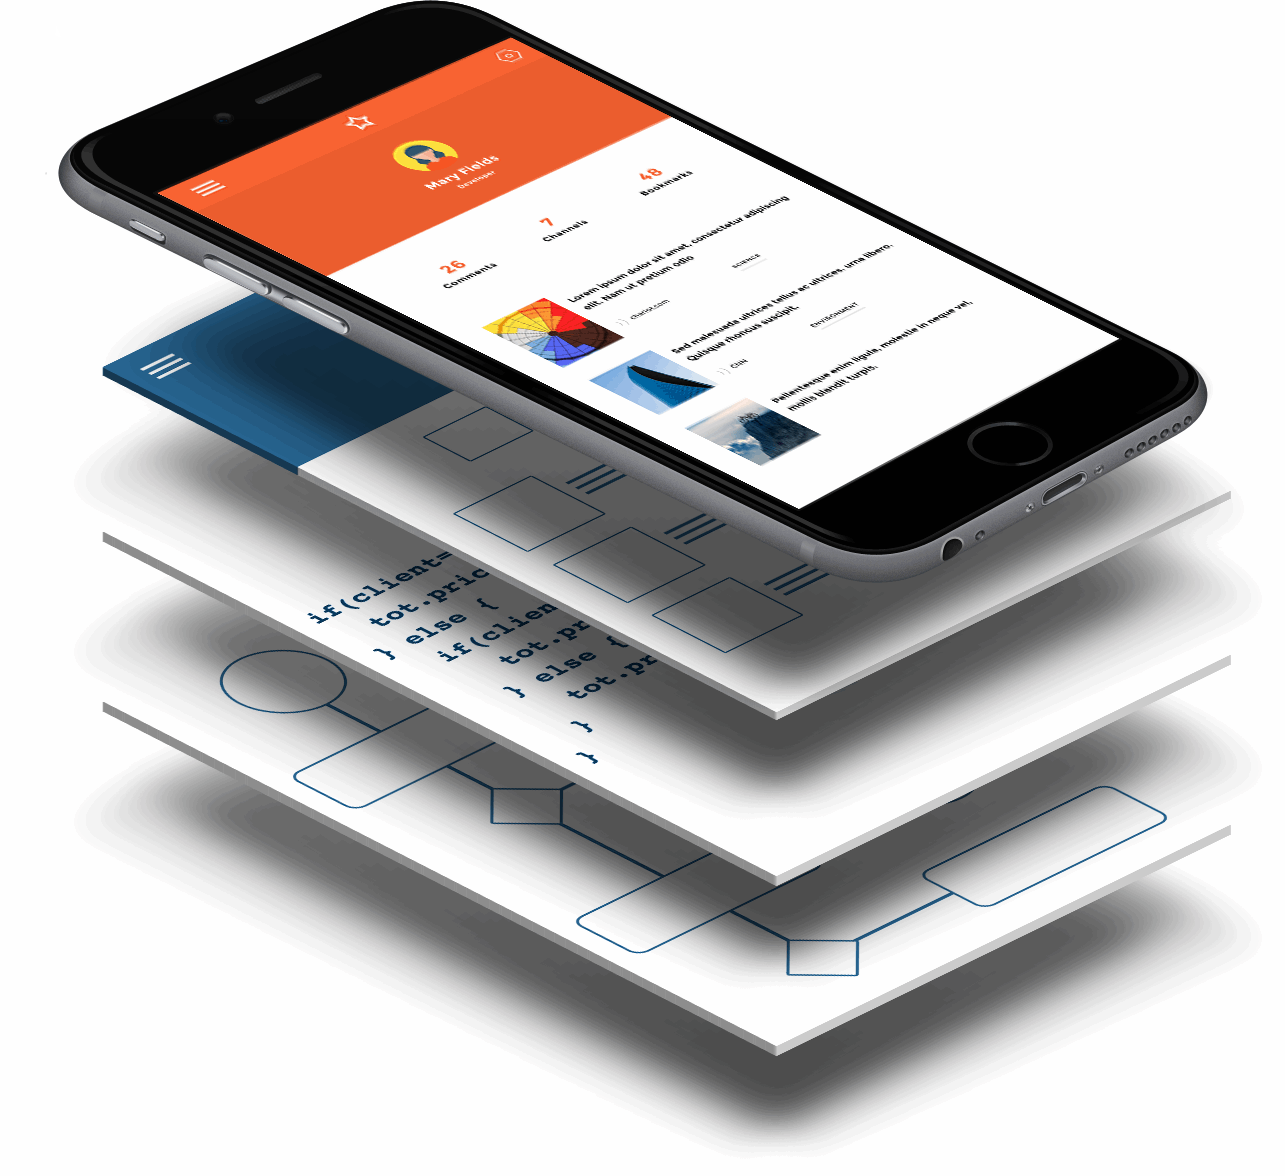 Mary Fields
Developer
26
Comments
7
Channels
48
Bookmarks
Lorem ipsum dolor sit amet, consectetur adipiscing
elit. Nam ut pretium odio
SCIENCE
Sed malesuada ultrices tellus ac ultrices. urna libero.
Quisque rhoncus suscipit.
CNN
ENVIRONMENT
Pellentesque enim ligula, molestie in neque vel,
mollis blandit turpis.
if(client=
tot.pric
} else {
if(clien
tot.pr
} else {
tot.pr
}
}